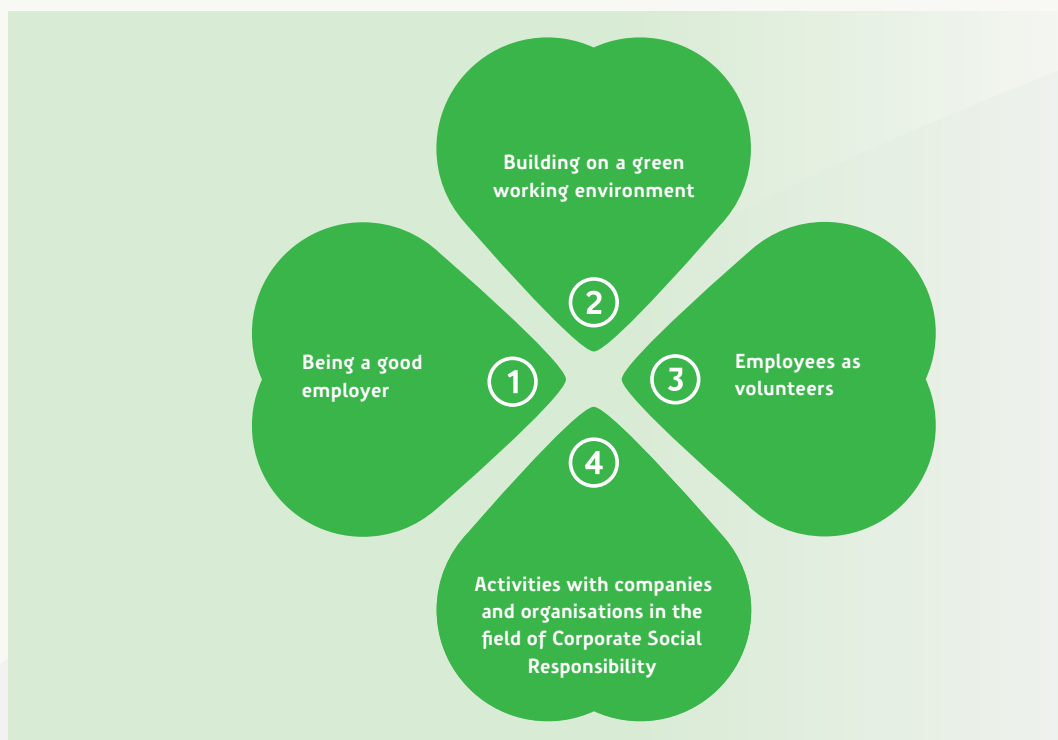 Being a good
employer
1
Building on a green
working environment
2
3
Employees as
volunteers
4
Activities with companies
and organisations in the
field of Corporate Social
Responsibility